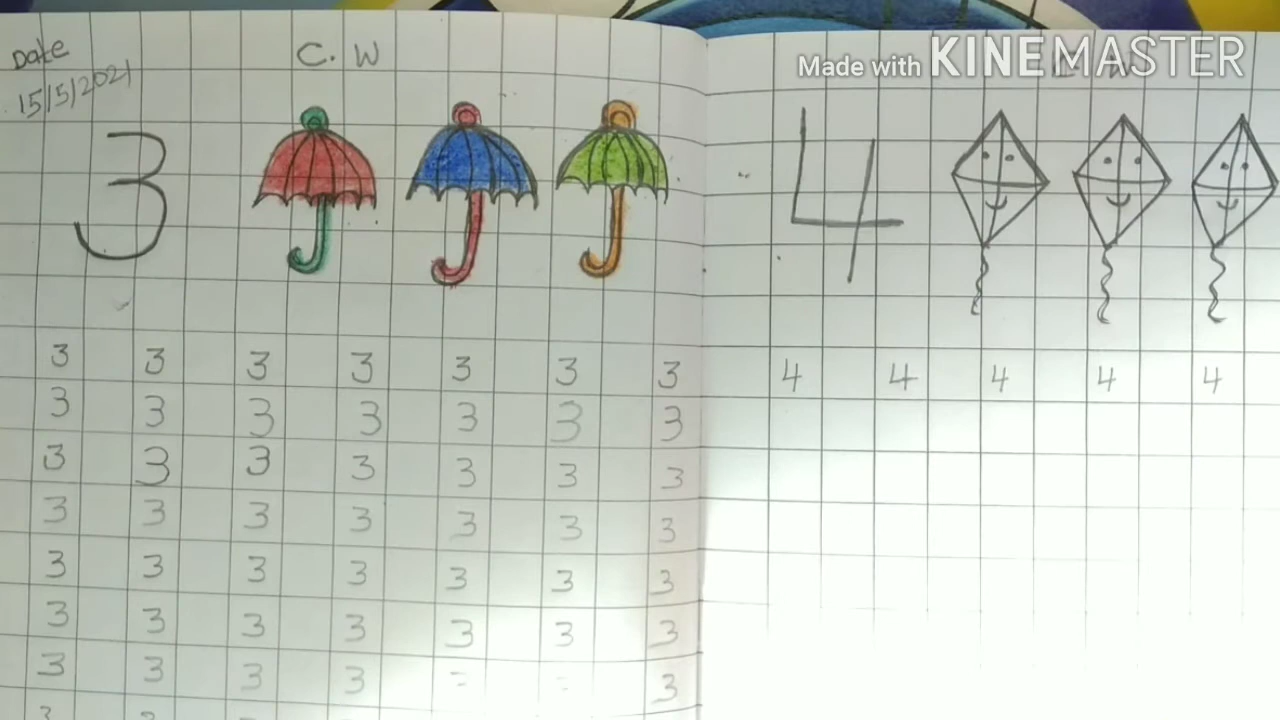 Date
15/5/2021
C. W
3
3 3 3 3 3 3 3
3 3 3 3 3 3 3
3 3 3 3 3 3 3
3 3 3 3 3 3 3
3 3 3 3 3 3 3
3 3 3 3 3 3 3
3 3 3 3 3
Made with KINEMASTER
4
4 4 4 4 4